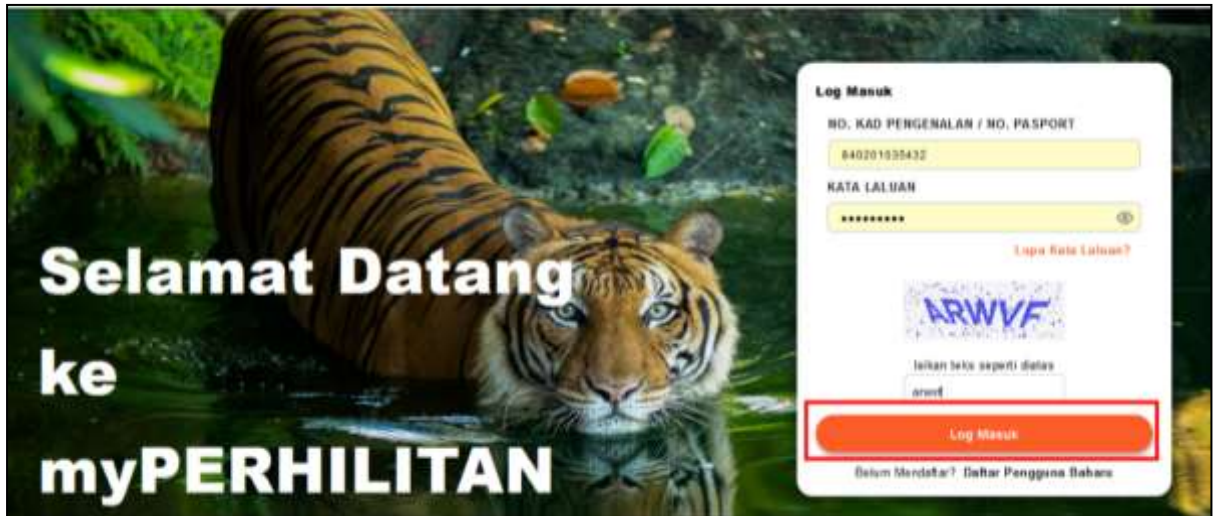 Selamat Datang
ke
myPERHILITAN
Log Masuk
NO. KAD PENGENALAN / NO. PASPORT
840201035432
KATA LALUAN
•••••••••
Lupa Kata Laluan?
ARWVF
Isikan teks seperti diatas
Log Masuk
Belum Mendaftar? Daftar Pengguna Baharu